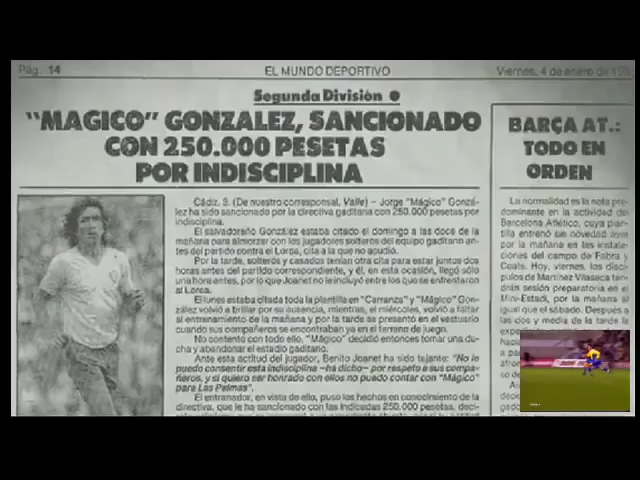 Pág. 14
EL MUNDO DEPORTIVO
Viernes, 4 de enero de
Segunda División
"MAGICO" GONZALEZ, SANCIONADO
CON 250.000 PESETAS
POR INDISCIPLINA
Cádiz, 3. (De nuestro corresponsal, Valle) – Jorge "Mágico" Gonzá-
lez ha sido sancionado por la directiva gaditana con 250.000 pesetas por
indisciplina.
El salvadoreño González estaba citado el domingo a las doce de la
mañana para almorzar con los jugadores solteros del equipo gaditano an-
tes del partido contra el Lorca, cita a la que no acudió.
Por la tarde, solteros y casados tenían otra cita para estar juntos dos
horas antes del partido correspondiente, y él, en esta ocasión, llegó sólo
una hora antes, por lo que Joanet no le incluyó entre los que se enfrentaron
al Lorca.
El lunes estaba citada toda la plantilla en "Carranza" y "Mágico" Gon-
zález volvió a brillar por su ausencia, mientras, el miércoles, volvió a faltar
al entrenamiento de la mañana y por la tarde se presentó en el vestuario
cuando sus compañeros se encontraban ya en el terreno de juego.
No contento con todo ello, "Mágico" decidió entonces tomar una du-
cha y abandonar el estadio gaditano.
Ante esta actitud del jugador, Benito Joanet ha sido tajante: "No le
puedo consentir esta indisciplina –ha dicho– por respeto a sus compa-
ñeros, y si quiero ser honrado con ellos no puedo contar con "Mágico"
para Las Palmas".
El entrenador, en vista de ello, puso los hechos en conocimiento de la
directiva, que le ha sancionado con las indicadas 250.000 pesetas,
BARÇA AT.:
TODO EN
ORDEN
La normalidad es la nota pre-
dominante en la actividad del
Barcelona Atlético, cuya plan-
tilla entrenó sin novedad ayer
por la mañana en las instala-
ciones del campo de Fabra y
Coats. Hoy, viernes, los discí-
pulos de Martínez Vilaseca ten-
drán sesión preparatoria en el
Mini-Estadi, por la mañana al
igual que el sábado. Después a
las dos y media de la tarde la